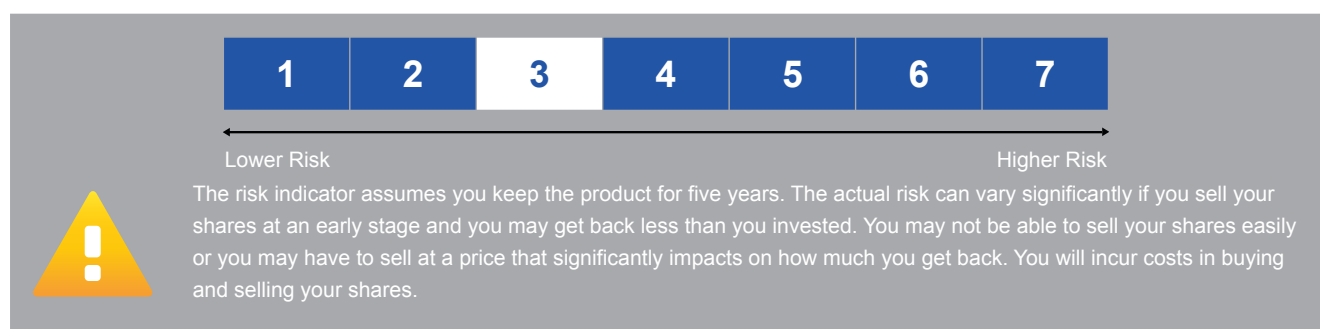 1 2 3 4 5 6 7
Lower Risk Higher Risk
The risk indicator assumes you keep the product for five years. The actual risk can vary significantly if you sell your
shares at an early stage and you may get back less than you invested. You may not be able to sell your shares easily
or you may have to sell at a price that significantly impacts on how much you get back. You will incur costs in buying
and selling your shares.